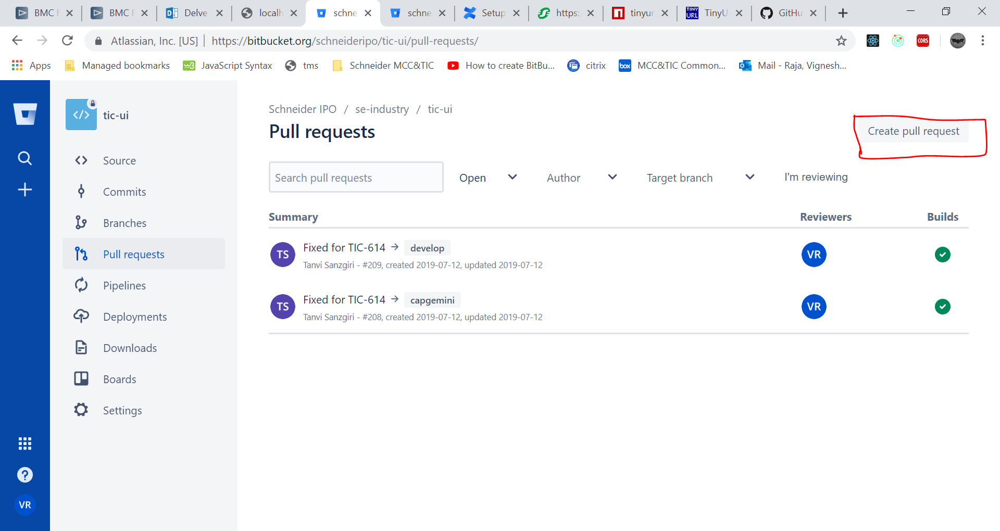 BMC F
BMC F
Delve
localh
schne
schne
Setup
https:/
tinyur
TinyU
GitHu
Atlassian, Inc. [US] | https://bitbucket.org/schneideripo/tic-ui/pull-requests/
CORS
Apps
Managed bookmarks
JavaScript Syntax
tms
Schneider MCC&TIC
How to create BitBu...
citrix
box
MCC&TIC Common...
Mail - Raja, Vignesh...
tic-ui
Source
Commits
Branches
Pull requests
Pipelines
Deployments
Downloads
Boards
Settings
VR
Schneider IPO / se-industry / tic-ui
Pull requests
Create pull request
Search pull requests
Open
Author
Target branch
I'm reviewing
Summary Reviewers Builds
TS Fixed for TIC-614 → develop VR
Tanvi Sanzgiri - #209, created 2019-07-12, updated 2019-07-12
TS Fixed for TIC-614 → capgemini VR
Tanvi Sanzgiri - #208, created 2019-07-12, updated 2019-07-12